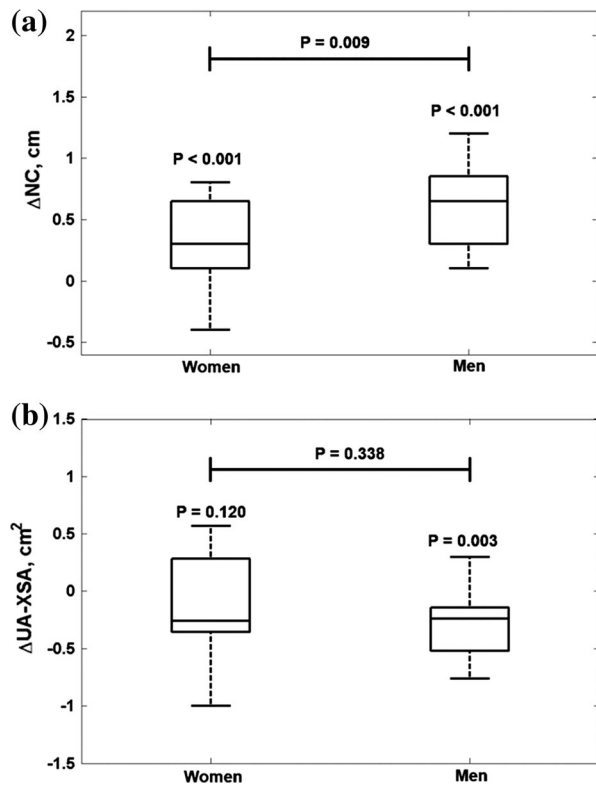 (a)
2
P = 0.009
1.5
P < 0.001
P < 0.001
1
ΔNC, cm
0.5
0
-0.5
Women
Men
(b)
1.5
1
P = 0.338
P = 0.120
0.5
P = 0.003
ΔUA-XSA, cm²
0
-0.5
-1
-1.5
Women
Men